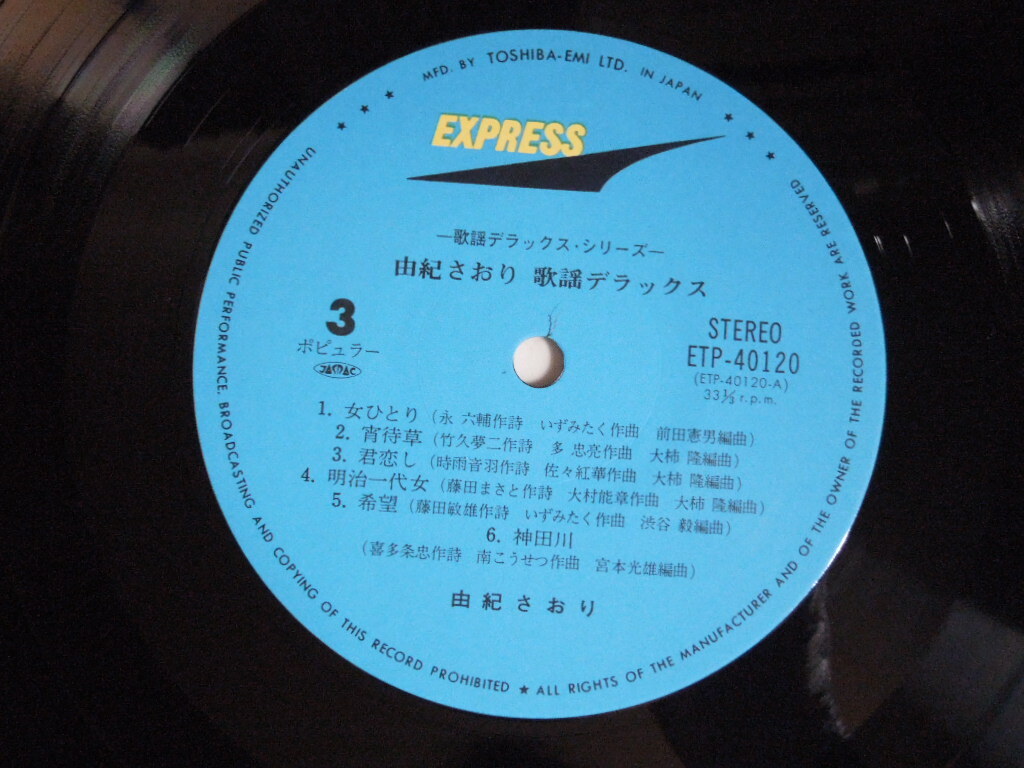 MFD. BY TOSHIBA-EMI LTD. IN JAPAN
EXPRESS
―歌謡デラックス・シリーズ―
由紀さおり 歌謡デラックス
3
ポピュラー
JASRAC
STEREO
ETP-40120
(ETP-40120-A)
33⅓ r.p.m.
1. 女ひとり (永 六輔作詩 いずみたく作曲 前田憲男編曲)
2. 宵待草 (竹久夢二作詩 多 忠亮作曲 大柿 隆編曲)
3. 君恋し (時雨音羽作詩 佐々紅華作曲 大柿 隆編曲)
4. 明治一代女 (藤田まさと作詩 大村能章作曲 大柿 隆編曲)
5. 希望 (藤田敏雄作詩 いずみたく作曲 渋谷 毅編曲)
6. 神田川
(喜多条忠作詩 南こうせつ作曲 宮本光雄編曲)
由紀さおり
UNAUTHORIZED PUBLIC PERFORMANCE, BROADCASTING AND COPYING OF THIS RECORD PROHIBITED ★ ALL RIGHTS OF THE MANUFACTURER AND OF THE OWNER OF THE RECORDED WORK ARE RESERVED